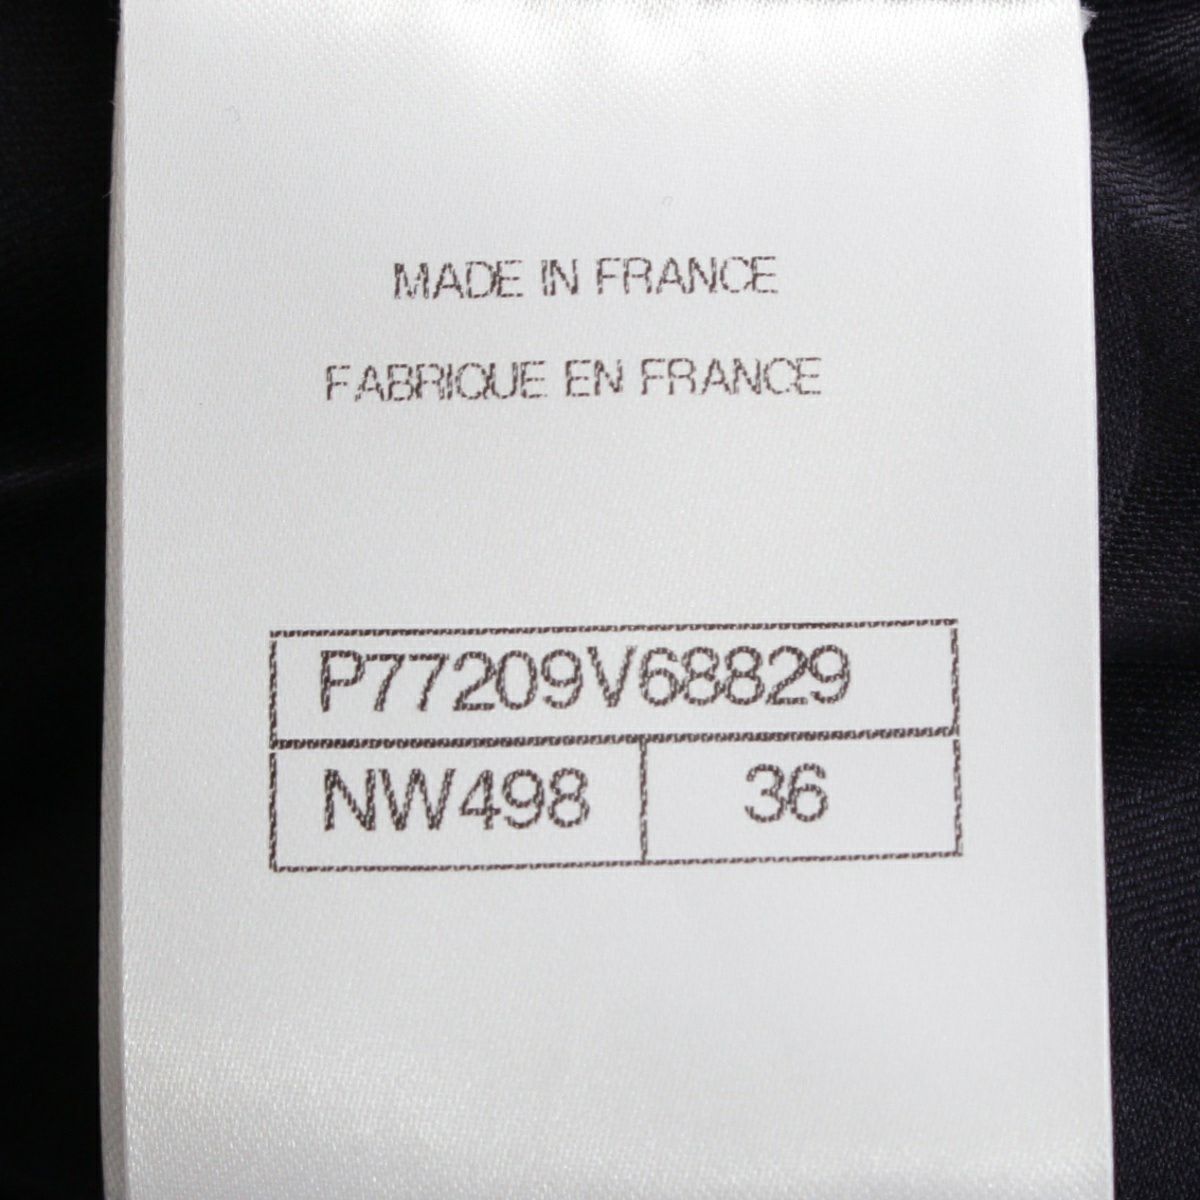 MADE IN FRANCE
FABRIQUE EN FRANCE
P77209V68829
NW498 36